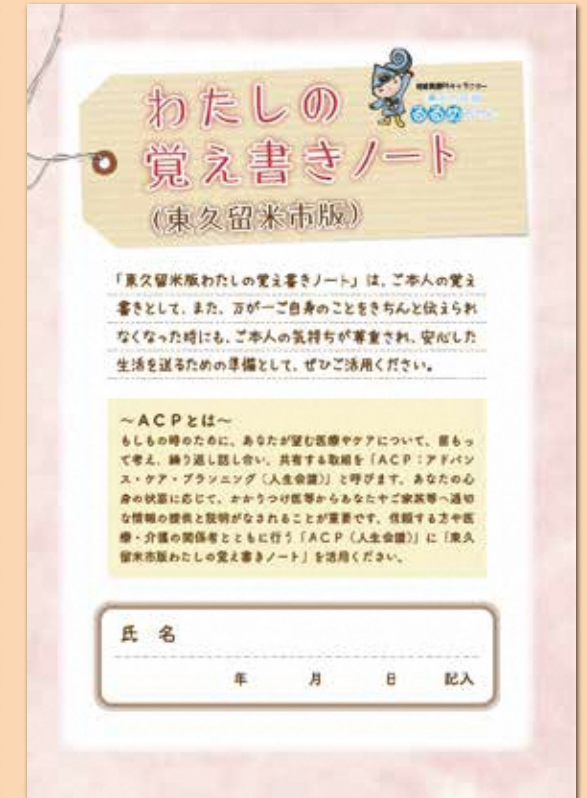 わたしの
覚え書きノート
(東久留米市版)
るるめ
「東久留米版わたしの覚え書きノート」は、ご本人の覚え
書きとして、また、万が一ご自身のことをきちんと伝えられ
なくなった時にも、ご本人の気持ちが尊重され、安心した
生活を送るための準備として、ぜひご活用ください。
～ACPとは～
もしもの時のために、あなたが望む医療やケアについて、前もっ
て考え、繰り返し話し合い、共有する取組を「ACP：アドバン
ス・ケア・プランニング（人生会議）」と呼びます。あなたの心
身の状態に応じて、かかりつけ医等からあなたやご家族等へ適切
な情報の提供と説明がなされることが重要です。信頼する方や医
療・介護の関係者とともに行う「ACP（人生会議）」に「東久
留米市版わたしの覚え書きノート」を活用ください。
氏 名
年 月 日 記入